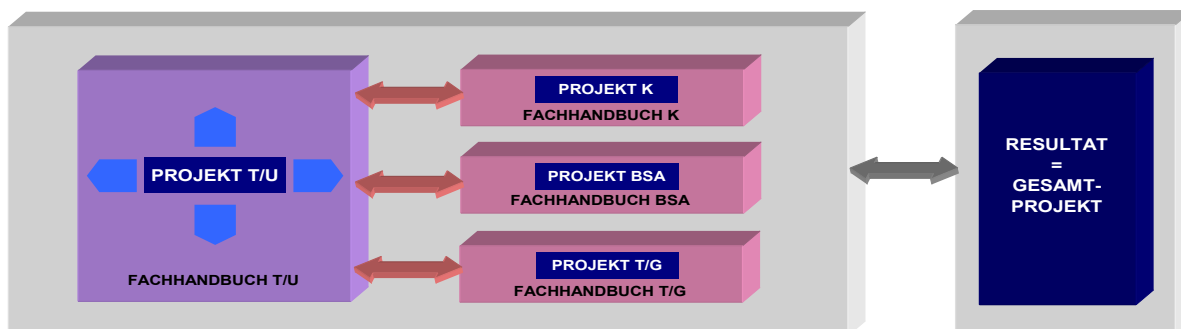 PROJEKT T/U
FACHHANDBUCH T/U
PROJEKT K
FACHHANDBUCH K
PROJEKT BSA
FACHHANDBUCH BSA
PROJEKT T/G
FACHHANDBUCH T/G
RESULTAT
=
GESAMT-
PROJEKT